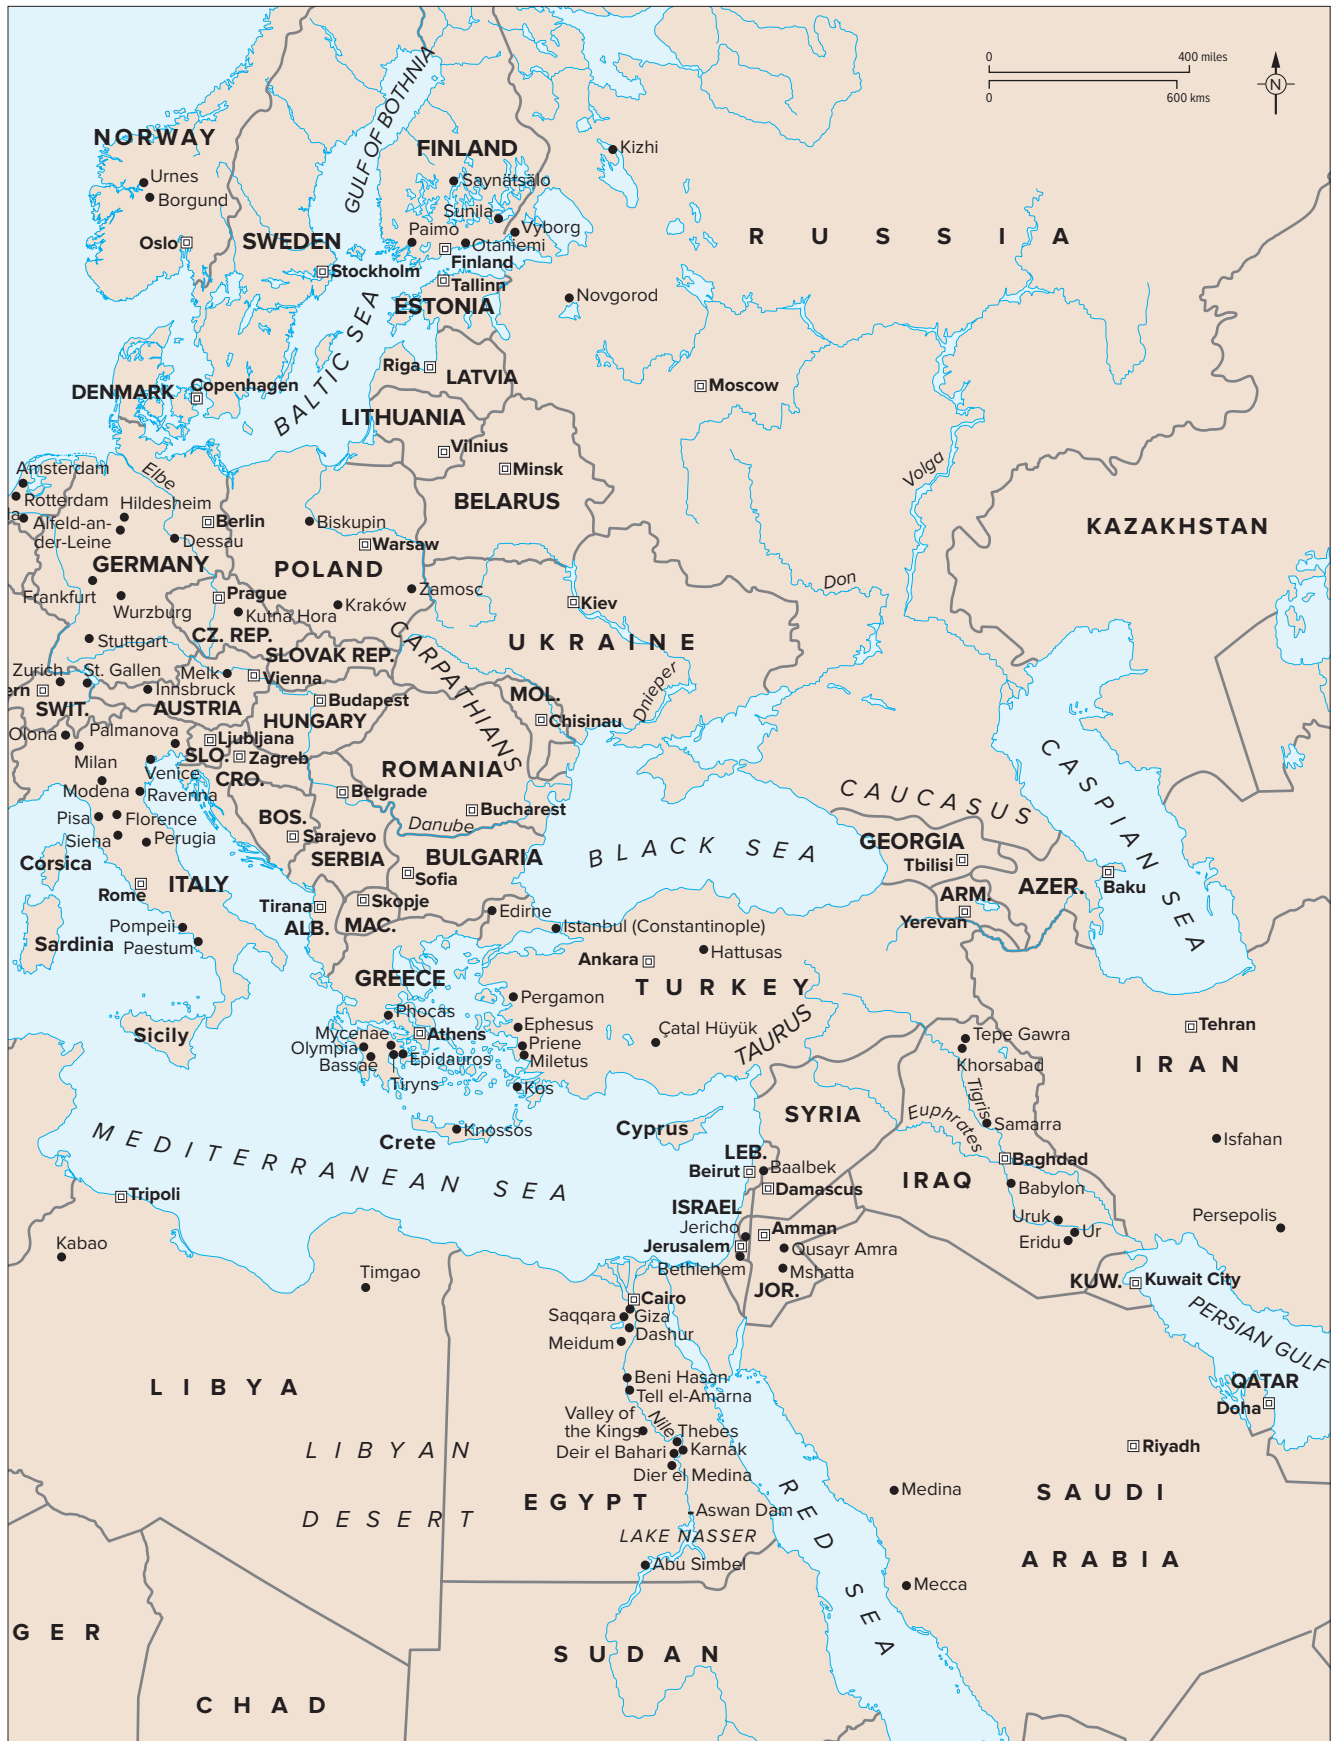 0 400 miles
0 600 kms
N
NORWAY
Urnes
Borgund
Oslo
SWEDEN
Stockholm
GULF OF BOTHNIA
FINLAND
Saynätsälo
Sunila
Paimo
Vyborg
Otaniemi
Finland
Tallinn
ESTONIA
Kizhi
RUSSIA
Novgorod
BALTIC SEA
Riga
LATVIA
Moscow
DENMARK
Copenhagen
LITHUANIA
Vilnius
Minsk
BELARUS
Volga
KAZAKHSTAN
Amsterdam
Rotterdam
la
Elbe
Hildesheim
Alfeld-an-
der-Leine
Berlin
Dessau
Biskupin
Warsaw
GERMANY
POLAND
Frankfurt
Wurzburg
Prague
Kutna Hora
Kraków
Zamosc
Kiev
Don
Stuttgart
CZ. REP.
SLOVAK REP.
CARPATHIANS
UKRAINE
Dnieper
Zurich
St. Gallen
Melk
Vienna
ern
Innsbruck
SWIT.
AUSTRIA
Budapest
HUNGARY
MOL.
Chisinau
Olona
Palmanova
Ljubljana
Milan
SLO.
Zagreb
Venice
CRO.
ROMANIA
CASPIAN SEA
Modena
Ravenna
Belgrade
Bucharest
CAUCASUS
Pisa
Florence
BOS.
Danube
Siena
Perugia
Sarajevo
SERBIA
BULGARIA
BLACK SEA
GEORGIA
Tbilisi
Corsica
Sofia
ARM.
AZER.
Baku
Rome
ITALY
Tirana
Skopje
Yerevan
Edirne
ALB.
MAC.
Istanbul (Constantinople)
Pompeii
Paestum
Sardinia
Hattusas
Ankara
GREECE
TURKEY
Pergamon
Phocas
Sicily
Mycenae
Athens
Ephesus
Çatal Hüyük
TAURUS
Tepe Gawra
Tehran
Olympia
Priene
Bassae
Epidauros
Miletus
Khorsabad
IRAN
Tiryns
Kos
Tigris
SYRIA
Euphrates
Samarra
Knossos
Crete
Cyprus
Isfahan
MEDITERRANEAN SEA
LEB.
Beirut
Baalbek
Baghdad
Damascus
IRAQ
Babylon
Tripoli
ISRAEL
Jericho
Amman
Uruk
Ur
Persepolis
Kabao
Jerusalem
Qusayr Amra
Eridu
Bethlehem
Mshatta
Timgao
JOR.
KUW.
Kuwait City
Cairo
Saqqara
Giza
Dashur
Meidum
PERSIAN GULF
Beni Hasan
Tell el-Amarna
LIBYA
QATAR
Doha
Valley of
the Kings
Nile
Thebes
Deir el Bahari
Karnak
Dier el Medina
Riyadh
LIBYAN
DESERT
EGYPT
RED SEA
Medina
SAUDI
ARABIA
Aswan Dam
LAKE NASSER
Abu Simbel
Mecca
GER
SUDAN
CHAD